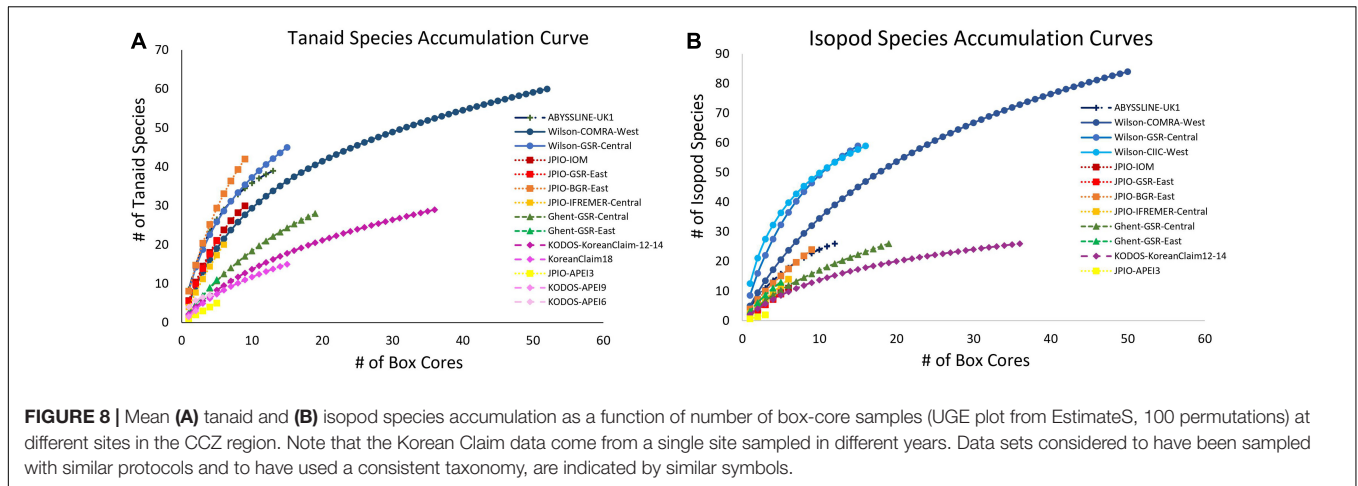 A
Tanaid Species Accumulation Curve
70
60
50
40
30
20
10
0
# of Tanaid Species
0 10 20 30 40 50 60
# of Box Cores
ABYSSLINE-UK1
Wilson-COMRA-West
Wilson-GSR-Central
JPIO-IOM
JPIO-GSR-East
JPIO-BGR-East
JPIO-IFREMER-Central
Ghent-GSR-Central
Ghent-GSR-East
KODOS-KoreanClaim-12-14
KoreanClaim18
JPIO-APEI3
KODOS-APEI9
KODOS-APEI6
B
Isopod Species Accumulation Curves
90
80
70
60
50
40
30
20
10
0
# of Isopod Species
0 10 20 30 40 50 60
# of Box Cores
ABYSSLINE-UK1
Wilson-COMRA-West
Wilson-GSR-Central
Wilson-CIIC-West
JPIO-IOM
JPIO-GSR-East
JPIO-BGR-East
JPIO-IFREMER-Central
Ghent-GSR-Central
Ghent-GSR-East
KODOS-KoreanClaim12-14
JPIO-APEI3
FIGURE 8 | Mean (A) tanaid and (B) isopod species accumulation as a function of number of box-core samples (UGE plot from EstimateS, 100 permutations) at
different sites in the CCZ region. Note that the Korean Claim data come from a single site sampled in different years. Data sets considered to have been sampled
with similar protocols and to have used a consistent taxonomy, are indicated by similar symbols.